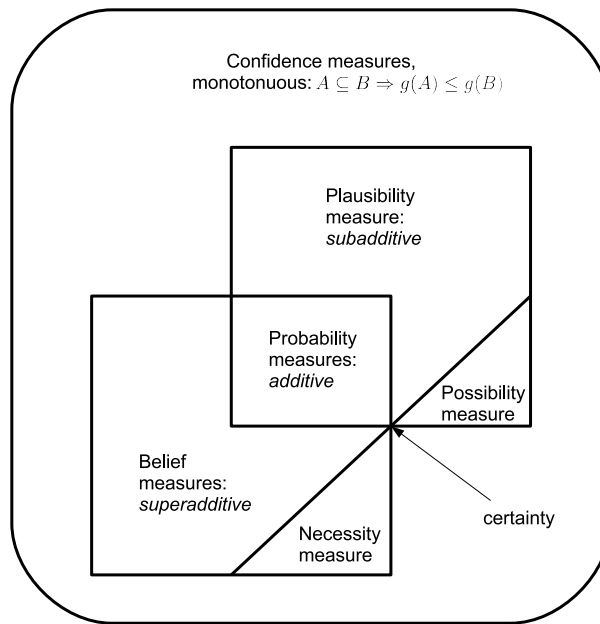 Confidence measures,
monotonuous: A ⊆ B ⇒ g(A) ≤ g(B)
Plausibility
measure:
subadditive
Probability
measures:
additive
Possibility
measure
Belief
measures:
superadditive
certainty
Necessity
measure